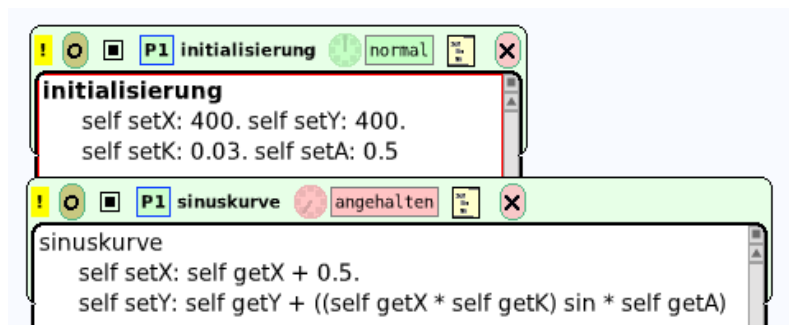 ! O P1 initialisierung normal
initialisierung
self setX: 400. self setY: 400.
self setK: 0.03. self setA: 0.5
! O P1 sinuskurve angehalten
sinuskurve
self setX: self getX + 0.5.
self setY: self getY + ((self getX * self getK) sin * self getA)